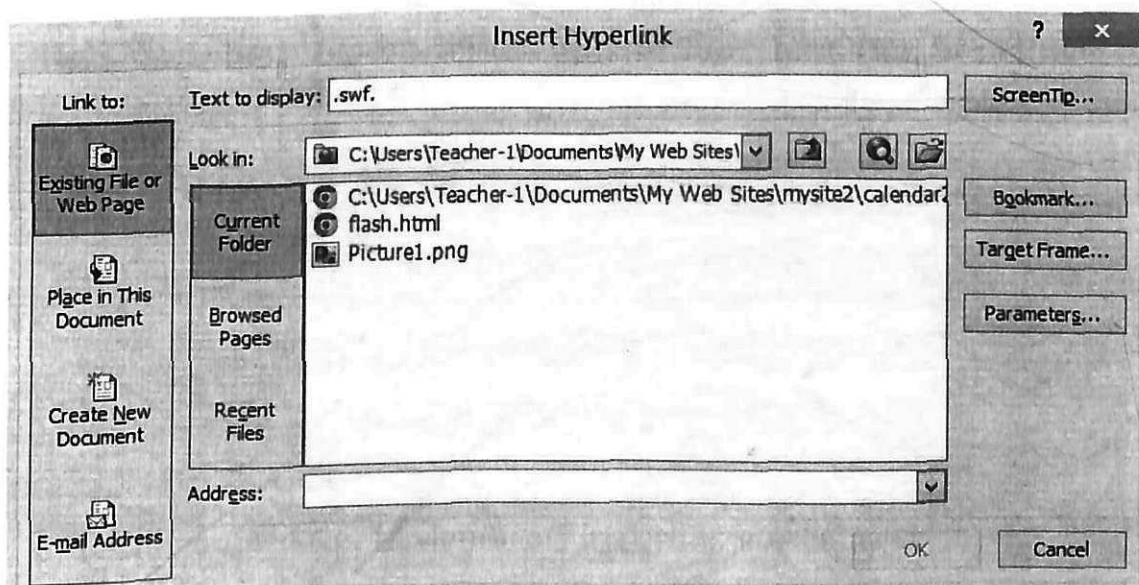 Insert Hyperlink
? ×
Link to:
Text to display: .swf.
ScreenTip...
Existing File or
Web Page
Look in: C:\Users\Teacher-1\Documents\My Web Sites\
Current
Folder
C:\Users\Teacher-1\Documents\My Web Sites\mysite2\calendar2
flash.html
Picture1.png
Bookmark...
Target Frame...
Place in This
Document
Browsed
Pages
Parameters...
Create New
Document
Recent
Files
Address:
E-mail Address
OK
Cancel